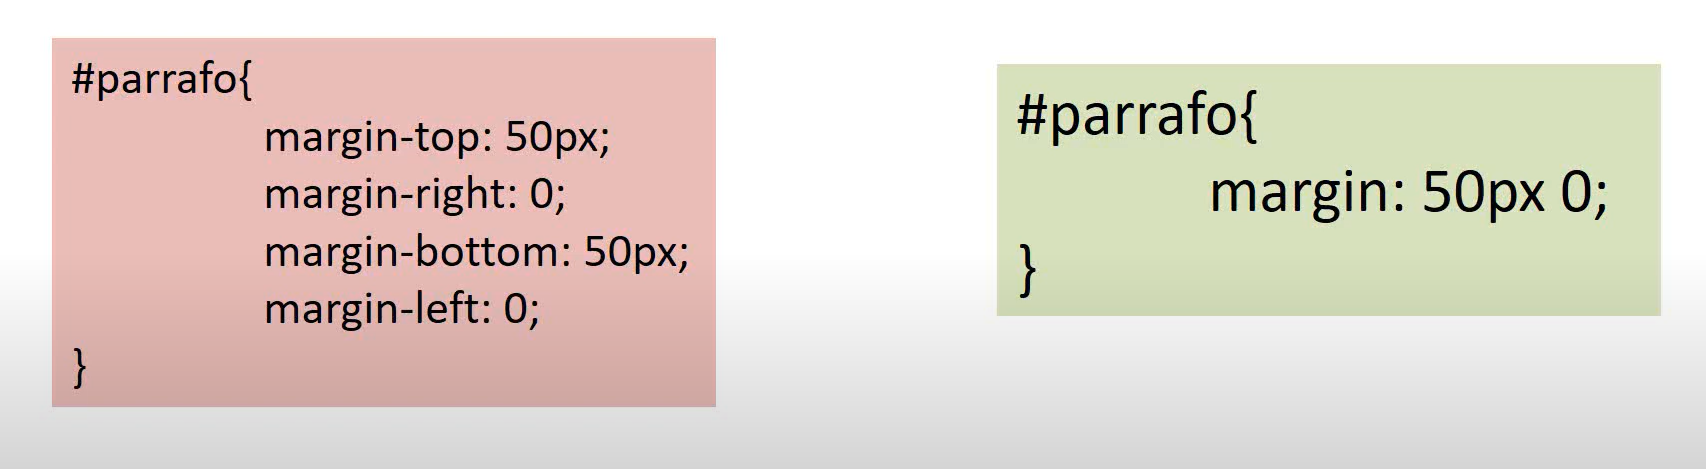 #parrafo{
margin-top: 50px;
margin-right: 0;
margin-bottom: 50px;
margin-left: 0;
}
#parrafo{
margin: 50px 0;
}